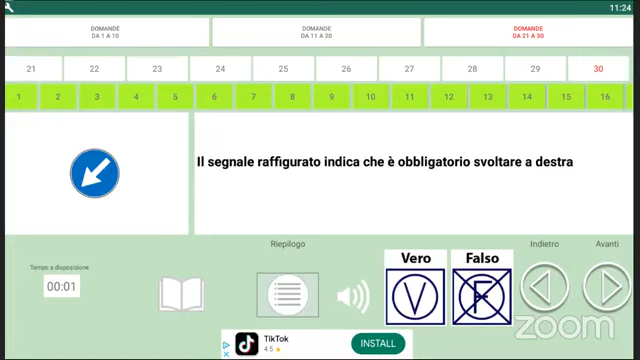 11:24
DOMANDE
DA 1 A 10
DOMANDE
DA 11 A 20
DOMANDE
DA 21 A 30
21 22 23 24 25 26 27 28 29 30
1 2 3 4 5 6 7 8 9 10 11 12 13 14 15 16
Il segnale raffigurato indica che è obbligatorio svoltare a destra
Riepilogo
Indietro
Avanti
Vero
Falso
Tempo a disposizione
00:01
V
F
zoom
TikTok
4.5
INSTALL